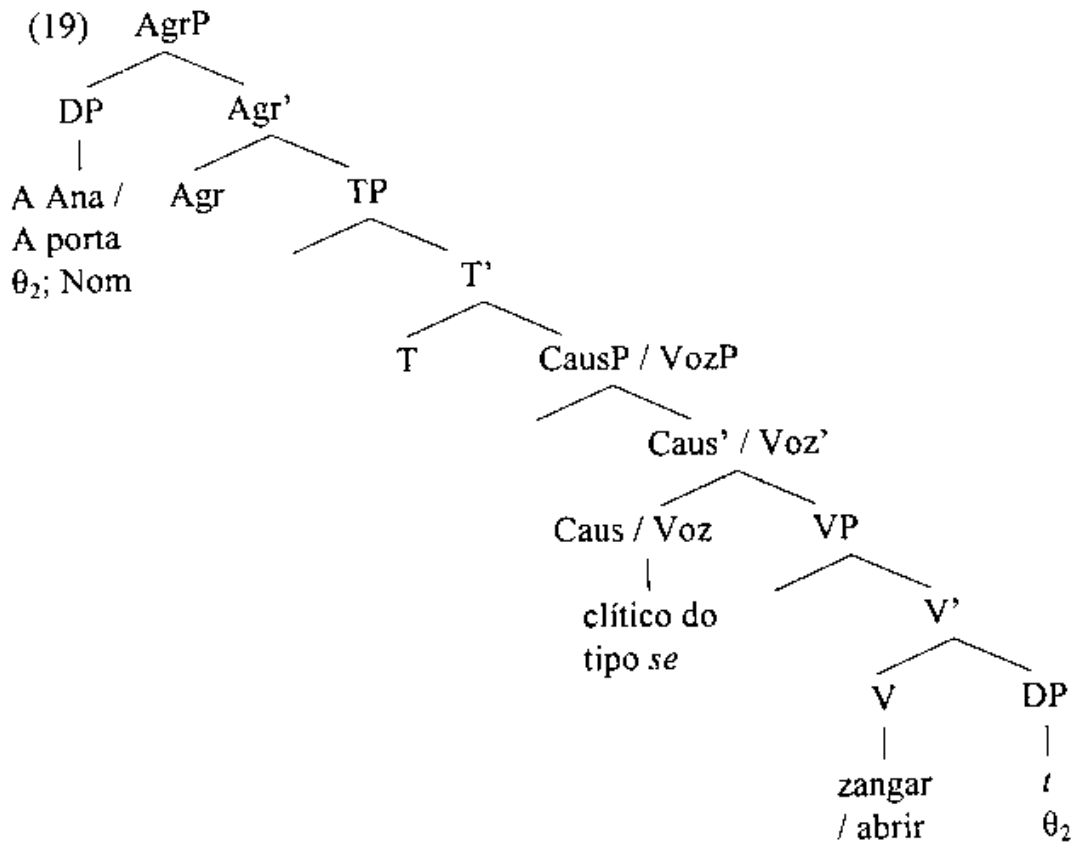 (19) AgrP
DP Agr’
A Ana / Agr TP
A porta
θ₂; Nom T’
T CausP / VozP
Caus’ / Voz’
Caus / Voz VP
clítico do V’
tipo se
V DP
zangar t
/ abrir θ₂